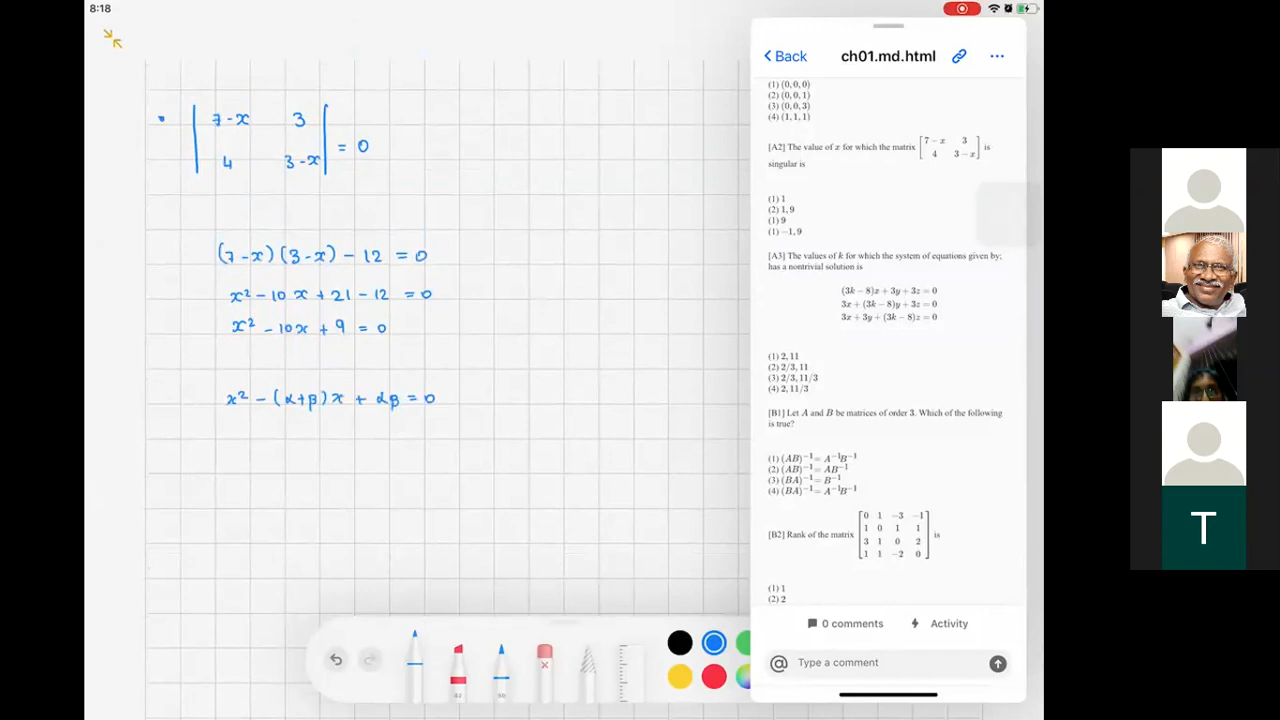 8:18
• | 7-x 3 |
| 4 3-x | = 0
(7-x)(3-x) - 12 = 0
x² - 10x + 21 - 12 = 0
x² - 10x + 9 = 0
x² - (α+β)x + αβ = 0
Back ch01.md.html
(1) (0,0,0)
(2) (0,0,1)
(3) (0,0,3)
(4) (1,1,1)
[A2] The value of x for which the matrix [7 − x 3; 4 3 − x] is
singular is
(1) 1
(2) 1, 9
(1) 9
(1) −1, 9
[A3] The values of k for which the system of equations given by;
has a nontrivial solution is
(3k − 8)x + 3y + 3z = 0
3x + (3k − 8)y + 3z = 0
3x + 3y + (3k − 8)z = 0
(1) 2, 11
(2) 2/3, 11
(3) 2/3, 11/3
(4) 2, 11/3
[B1] Let A and B be matrices of order 3. Which of the following
is true?
(1) (AB)⁻¹ = A⁻¹B⁻¹
(2) (AB)⁻¹ = AB⁻¹
(3) (BA)⁻¹ = B⁻¹
(4) (BA)⁻¹ = A⁻¹B⁻¹
0 1 −3 −1
1 0 1 1
[B2] Rank of the matrix is
3 1 0 2
1 1 −2 0
(1) 1
(2) 2
0 comments Activity
@ Type a comment
T